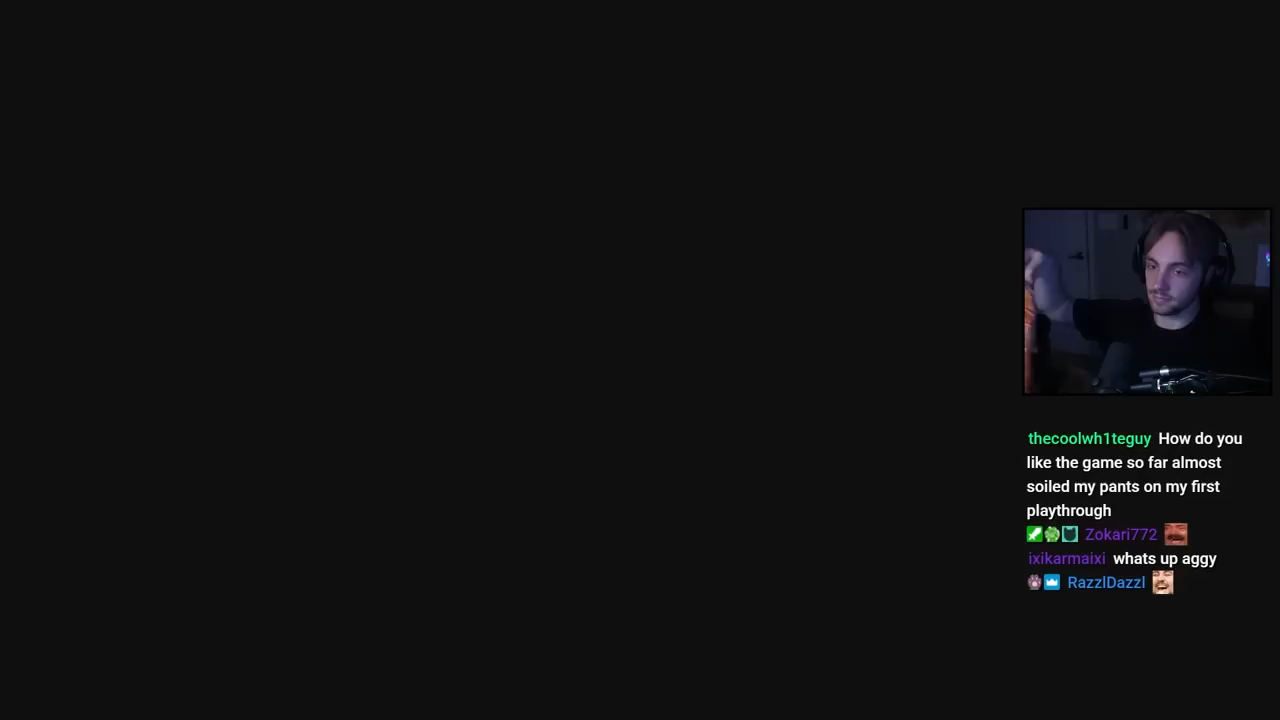 thecoolwh1teguy How do you
like the game so far almost
soiled my pants on my first
playthrough
Zokari772
ixikarmaixi whats up aggy
RazzlDazzl